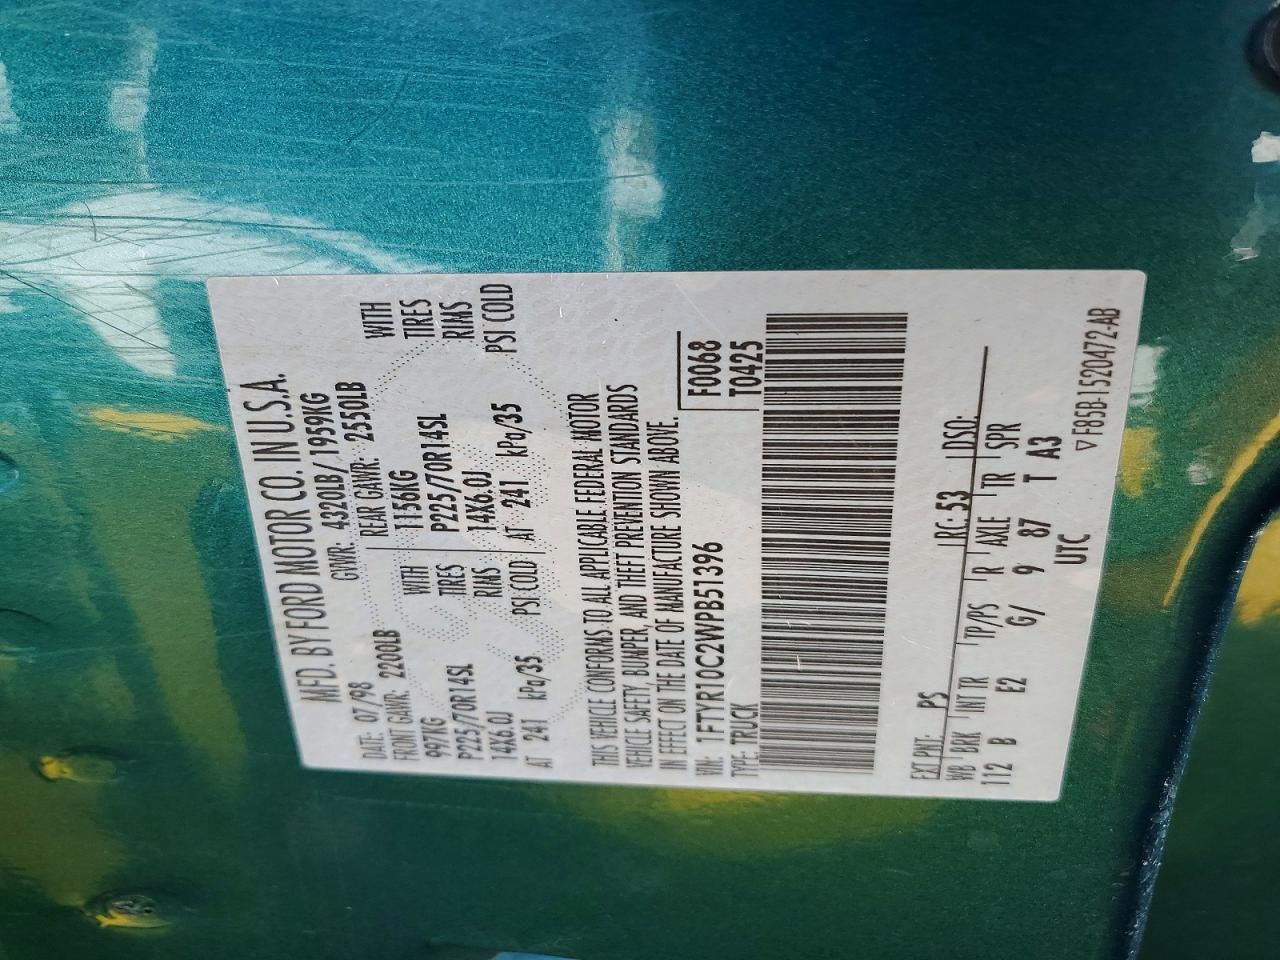 MFD. BY FORD MOTOR CO. IN U.S.A.
DATE: 07/98 GVWR: 4320LB/ 1959KG
FRONT GAWR: 2200LB REAR GAWR: 2550LB
997KG WITH 1156KG WITH
P225/70R14SL TIRES P225/70R14SL TIRES
14X6.0J RIMS 14X6.0J RIMS
AT 241 kPa/35 PSI COLD AT 241 kPa/35 PSI COLD
THIS VEHICLE CONFORMS TO ALL APPLICABLE FEDERAL MOTOR
VEHICLE SAFETY, BUMPER, AND THEFT PREVENTION STANDARDS
IN EFFECT ON THE DATE OF MANUFACTURE SHOWN ABOVE.
VIN: 1FTYR10C2WPB51396 F0068
TYPE: TRUCK T0425
EXT PNT: PS RC: 53 DSO:
WB BRK INT TR TP/PS R AXLE TR SPR
112 B E2 G/ 9 87 T A3
UTC
▽F85B-1520472-AB